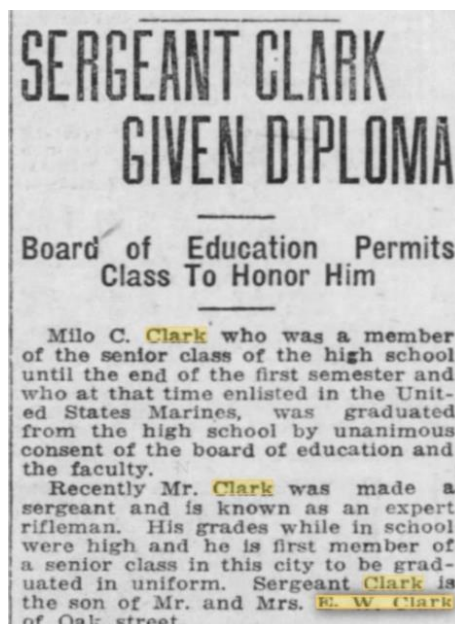 SERGEANT CLARK
GIVEN DIPLOMA
Board of Education Permits
Class To Honor Him
Milo C. Clark who was a member
of the senior class of the high school
until the end of the first semester and
who at that time enlisted in the Unit-
ed States Marines, was graduated
from the high school by unanimous
consent of the board of education and
the faculty.
Recently Mr. Clark was made a
sergeant and is known as an expert
rifleman. His grades while in school
were high and he is first member of
a senior class in this city to be grad-
uated in uniform. Sergeant Clark is
the son of Mr. and Mrs. E. W. Clark
of Oak street.